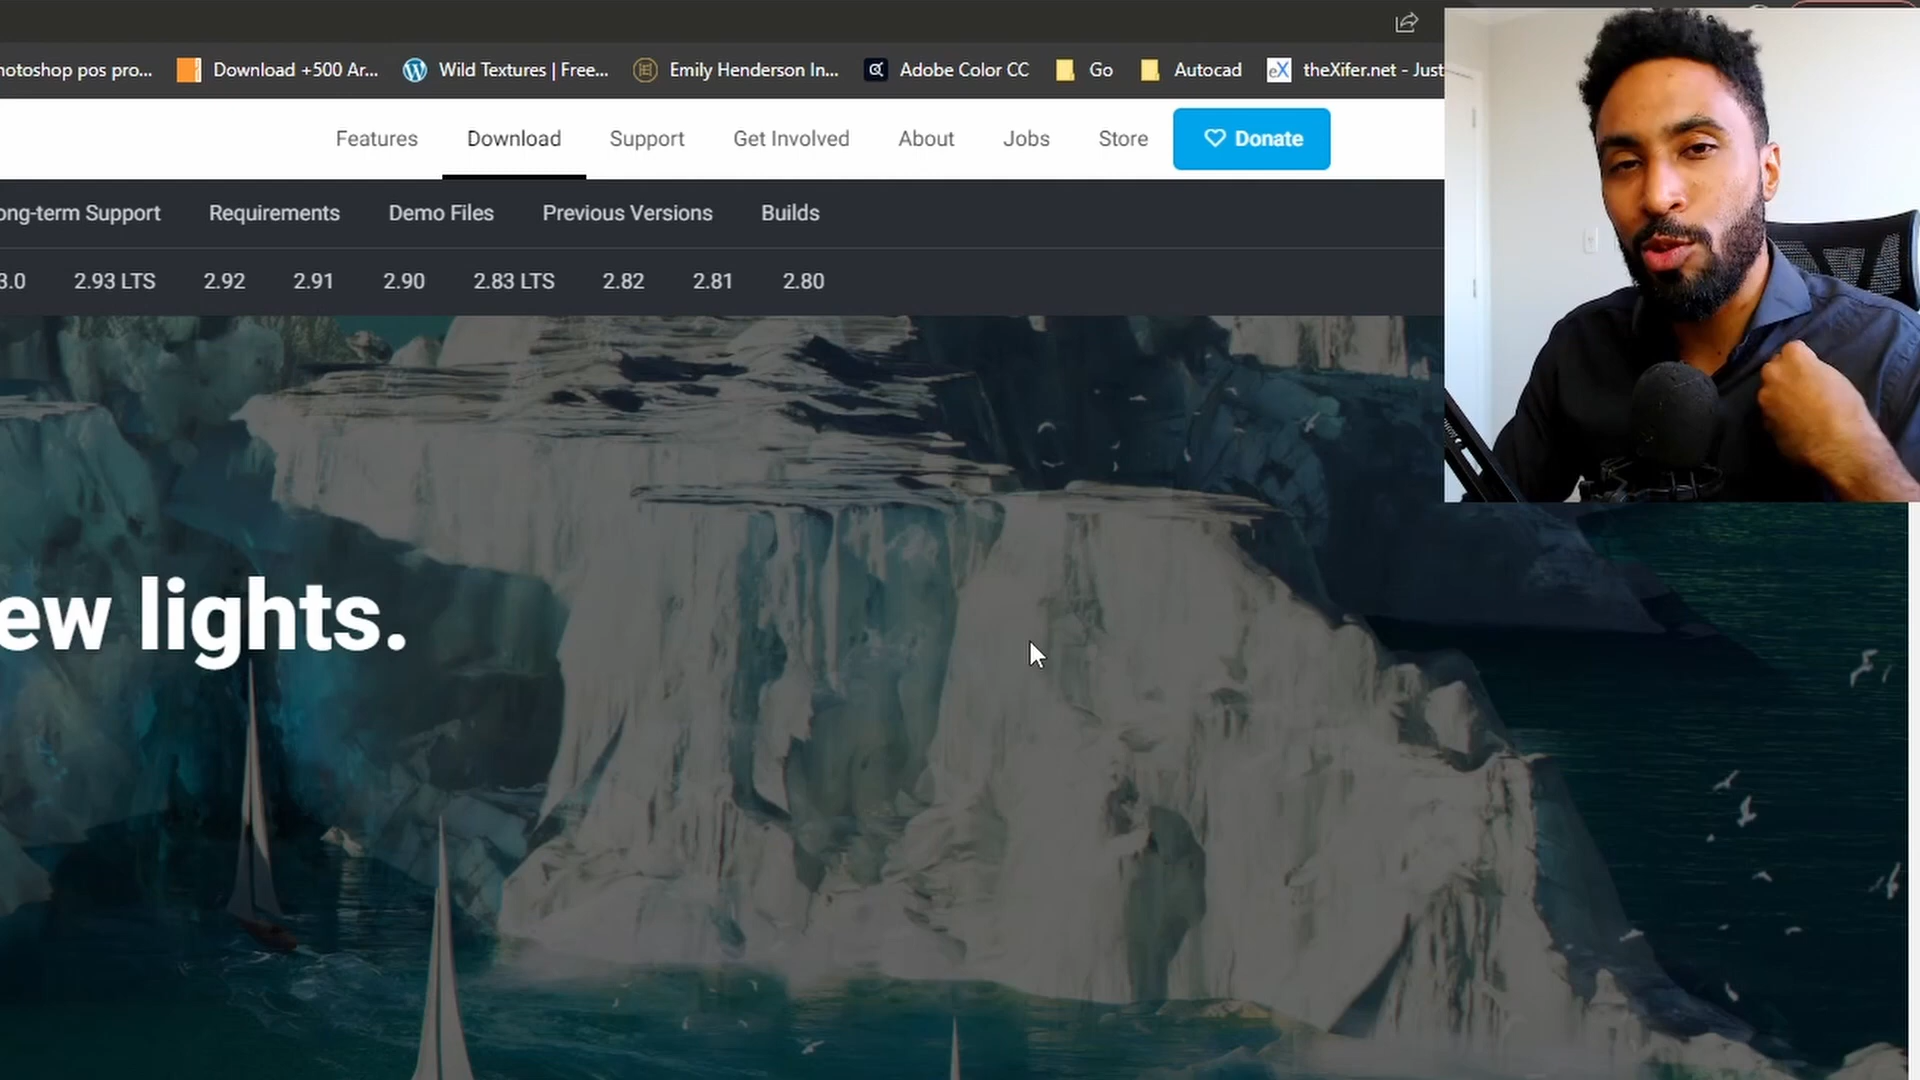 hotoshop pos pro... Download +500 Ar... Wild Textures | Free... Emily Henderson In... Adobe Color CC Go Autocad eX theXifer.net - Just
Features Download Support Get Involved About Jobs Store Donate
ong-term Support Requirements Demo Files Previous Versions Builds
3.0 2.93 LTS 2.92 2.91 2.90 2.83 LTS 2.82 2.81 2.80
ew lights.